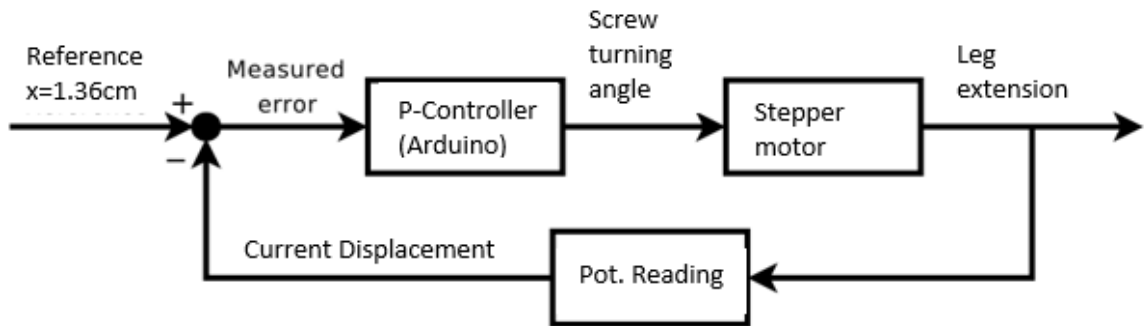 Reference
x=1.36cm
+
−
Measured
error
P-Controller
(Arduino)
Screw
turning
angle
Stepper
motor
Leg
extension
Current Displacement
Pot. Reading